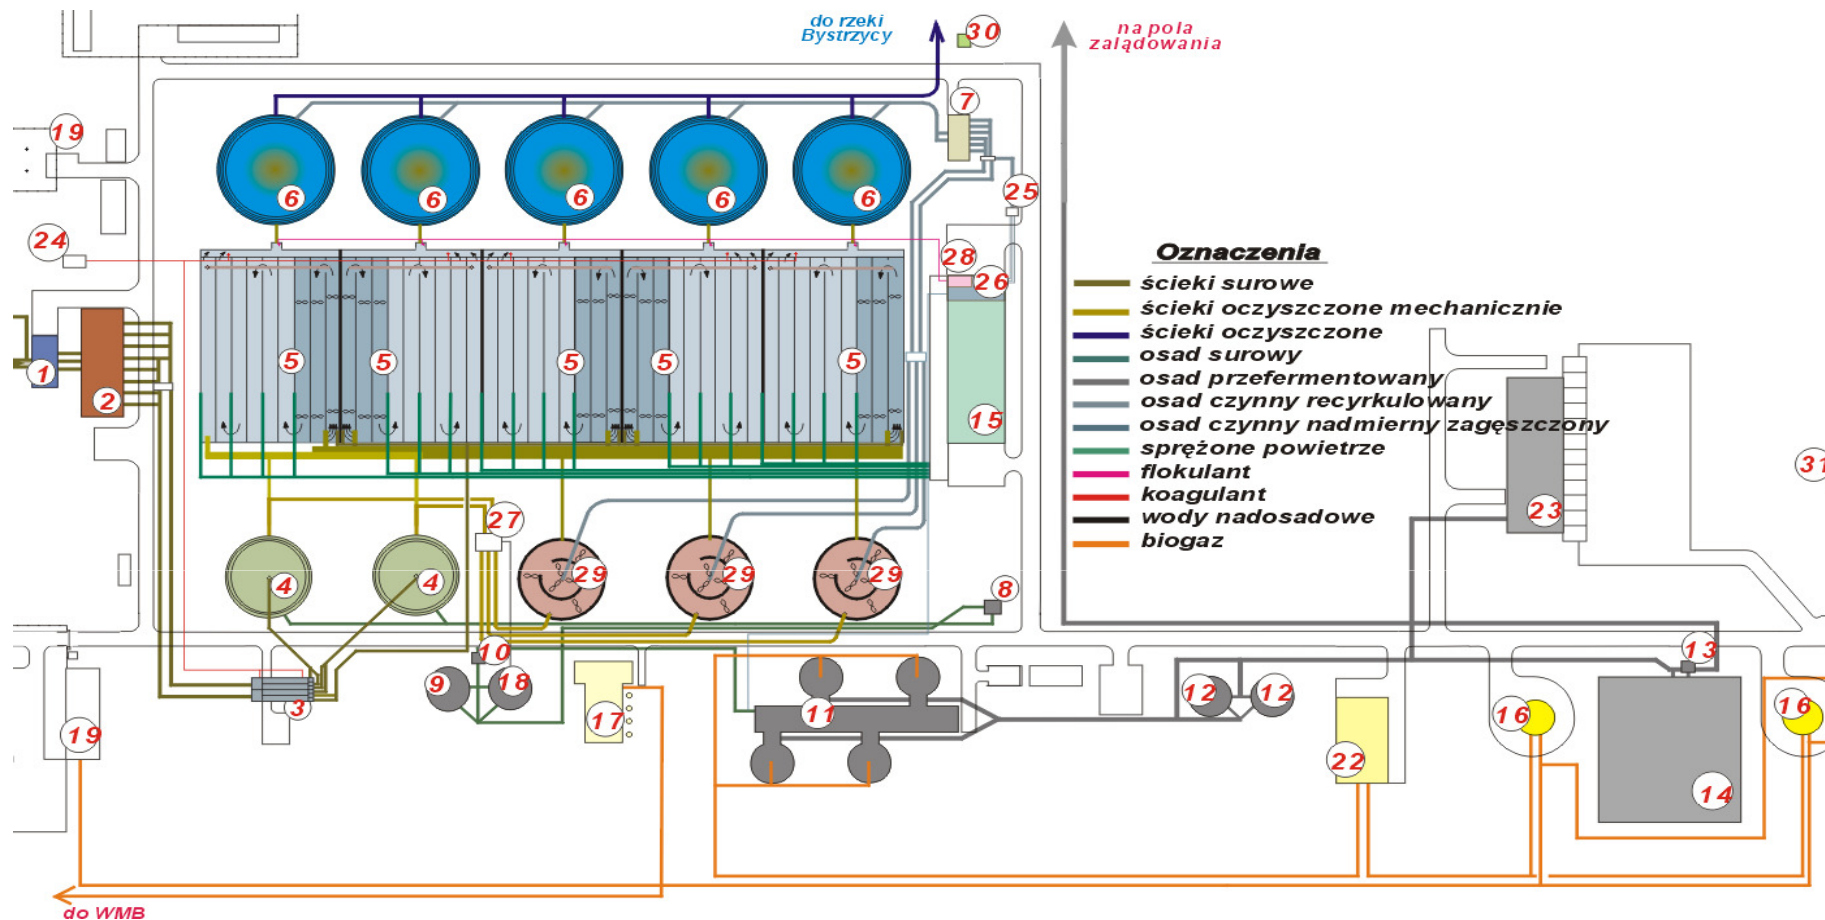 do rzeki
Bystrzycy
30
na pola
zalądowania
7
19
6
6
6
6
6
25
24
28
26
Oznaczenia
ścieki surowe
ścieki oczyszczone mechanicznie
ścieki oczyszczone
osad surowy
osad przefermentowany
osad czynny recyrkulowany
osad czynny nadmierny zagęszczony
sprężone powietrze
flokulant
koagulant
wody nadosadowe
biogaz
1
2
5
5
5
5
5
15
31
23
27
4
4
29
29
29
8
10
9
18
13
3
19
17
11
12
12
16
16
22
14
do WMB